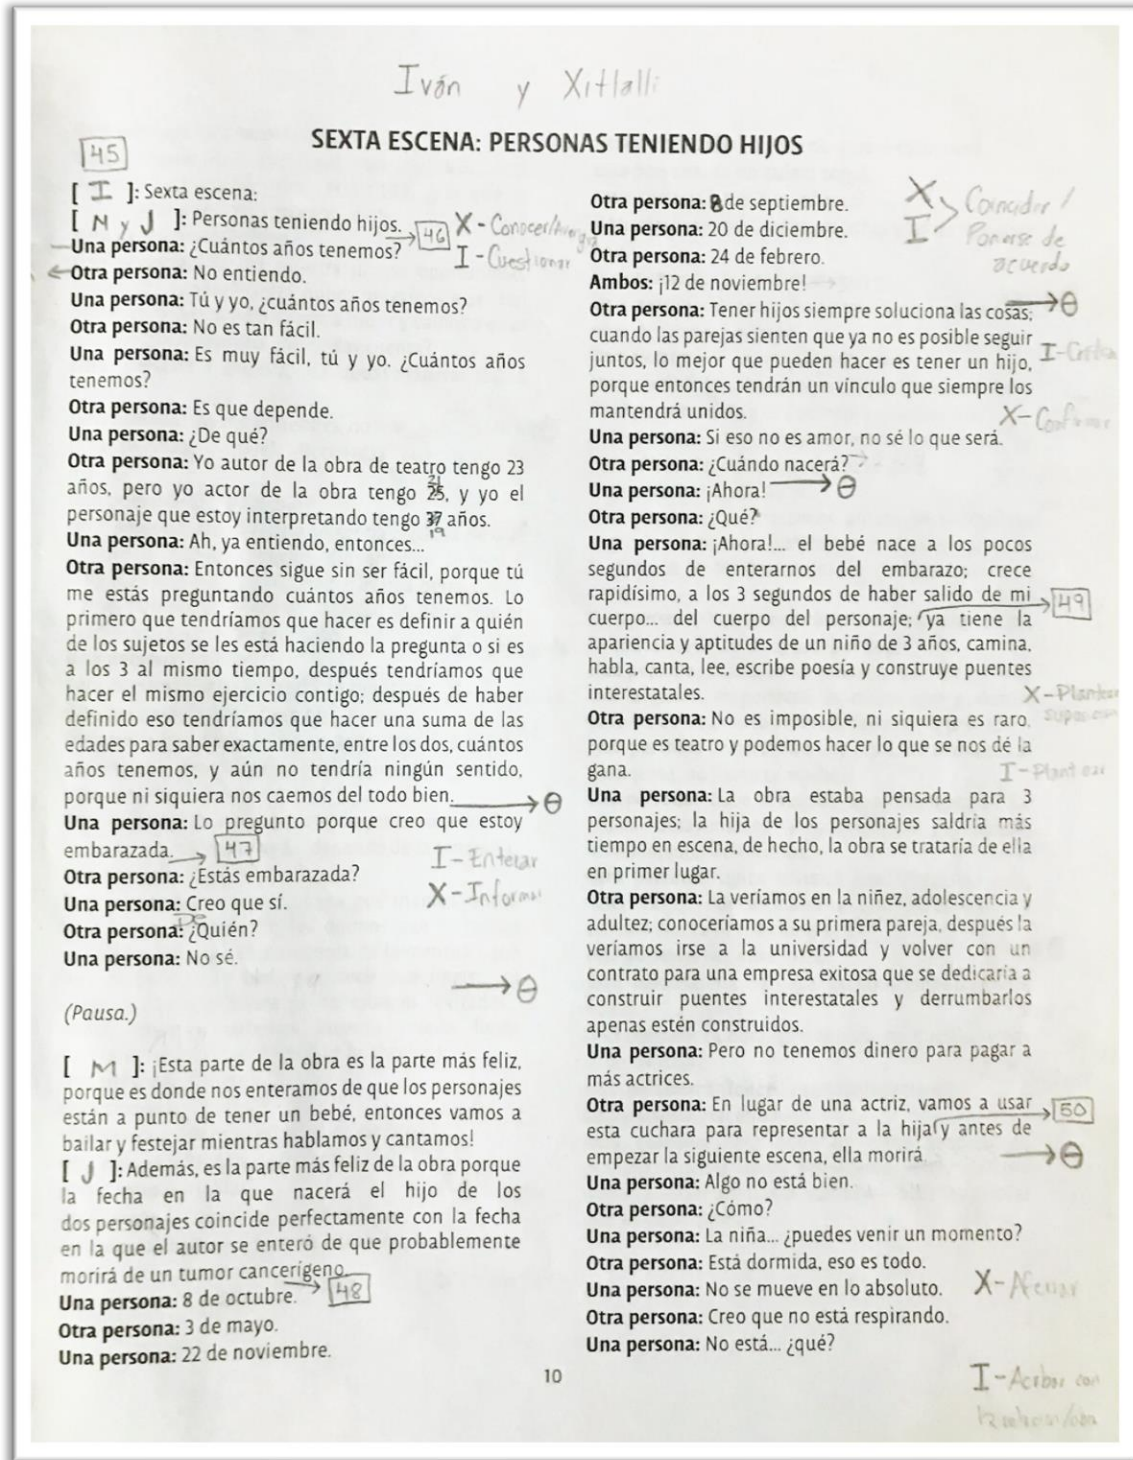 Iván y Xitlalli
SEXTA ESCENA: PERSONAS TENIENDO HIJOS
45
[ I ]: Sexta escena:
[ N y J ]: Personas teniendo hijos.
46
X - Conocer/
Una persona: ¿Cuántos años tenemos?
I - Cuestionar
Otra persona: No entiendo.
Una persona: Tú y yo, ¿cuántos años tenemos?
Otra persona: No es tan fácil.
Una persona: Es muy fácil, tú y yo. ¿Cuántos años
tenemos?
Otra persona: Es que depende.
Una persona: ¿De qué?
Otra persona: Yo autor de la obra de teatro tengo 23
21
años, pero yo actor de la obra tengo 25, y yo el
personaje que estoy interpretando tengo 37 años.
19
Una persona: Ah, ya entiendo, entonces...
Otra persona: Entonces sigue sin ser fácil, porque tú
me estás preguntando cuántos años tenemos. Lo
primero que tendríamos que hacer es definir a quién
de los sujetos se les está haciendo la pregunta o si es
a los 3 al mismo tiempo, después tendríamos que
hacer el mismo ejercicio contigo; después de haber
definido eso tendríamos que hacer una suma de las
edades para saber exactamente, entre los dos, cuántos
años tenemos, y aún no tendría ningún sentido,
porque ni siquiera nos caemos del todo bien.
Una persona: Lo pregunto porque creo que estoy
embarazada.
47
I - Enterar
Otra persona: ¿Estás embarazada?
X - Informar
Una persona: Creo que sí.
De
Otra persona: ¿Quién?
Una persona: No sé.
(Pausa.)
[ M ]: ¡Esta parte de la obra es la parte más feliz,
porque es donde nos enteramos de que los personajes
están a punto de tener un bebé, entonces vamos a
bailar y festejar mientras hablamos y cantamos!
[ J ]: Además, es la parte más feliz de la obra porque
la fecha en la que nacerá el hijo de los
dos personajes coincide perfectamente con la fecha
en la que el autor se enteró de que probablemente
morirá de un tumor cancerígeno.
48
Una persona: 8 de octubre.
Otra persona: 3 de mayo.
Una persona: 22 de noviembre.
Otra persona: 8 de septiembre.
Una persona: 20 de diciembre.
Otra persona: 24 de febrero.
X
I
Coincidir /
Ponerse de
acuerdo
Ambos: ¡12 de noviembre!
Otra persona: Tener hijos siempre soluciona las cosas;
cuando las parejas sienten que ya no es posible seguir
juntos, lo mejor que pueden hacer es tener un hijo,
porque entonces tendrán un vínculo que siempre los
mantendrá unidos.
X - Confirmar
Una persona: Si eso no es amor, no sé lo que será.
Otra persona: ¿Cuándo nacerá?
Una persona: ¡Ahora!
Otra persona: ¿Qué?
Una persona: ¡Ahora!... el bebé nace a los pocos
segundos de enterarnos del embarazo; crece
rapidísimo, a los 3 segundos de haber salido de mi
49
cuerpo... del cuerpo del personaje; ya tiene la
apariencia y aptitudes de un niño de 3 años, camina,
habla, canta, lee, escribe poesía y construye puentes
interestatales.
X - Plantear
Otra persona: No es imposible, ni siquiera es raro,
porque es teatro y podemos hacer lo que se nos dé la
gana.
I - Plantear
Una persona: La obra estaba pensada para 3
personajes; la hija de los personajes saldría más
tiempo en escena, de hecho, la obra se trataría de ella
en primer lugar.
Otra persona: La veríamos en la niñez, adolescencia y
adultez; conoceríamos a su primera pareja, después la
veríamos irse a la universidad y volver con un
contrato para una empresa exitosa que se dedicaría a
construir puentes interestatales y derrumbarlos
apenas estén construidos.
Una persona: Pero no tenemos dinero para pagar a
más actrices.
Otra persona: En lugar de una actriz, vamos a usar
50
esta cuchara para representar a la hija y antes de
empezar la siguiente escena, ella morirá
Una persona: Algo no está bien.
Otra persona: ¿Cómo?
Una persona: La niña... ¿puedes venir un momento?
Otra persona: Está dormida, eso es todo.
Una persona: No se mueve en lo absoluto.
X -
Otra persona: Creo que no está respirando.
Una persona: No está... ¿qué?
I - Acabar con
10